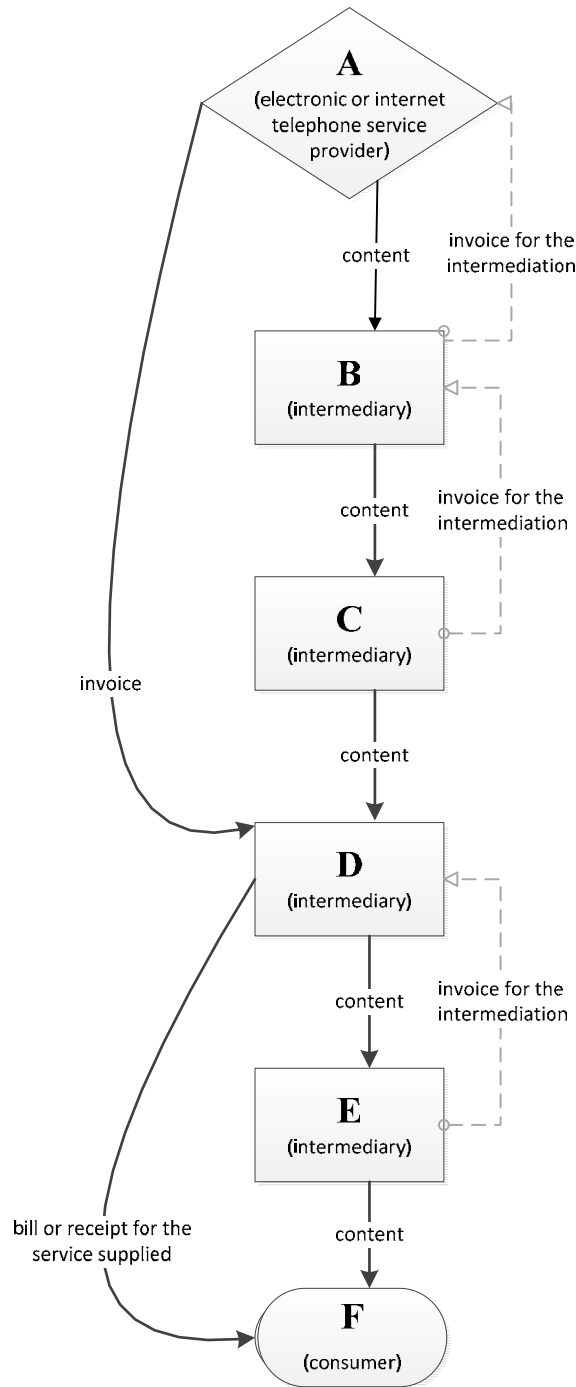 A
(electronic or internet
telephone service
provider)
content
invoice for the
intermediation
B
(intermediary)
content
invoice for the
intermediation
C
(intermediary)
invoice
content
D
(intermediary)
content
invoice for the
intermediation
E
(intermediary)
bill or receipt for the
service supplied
content
F
(consumer)